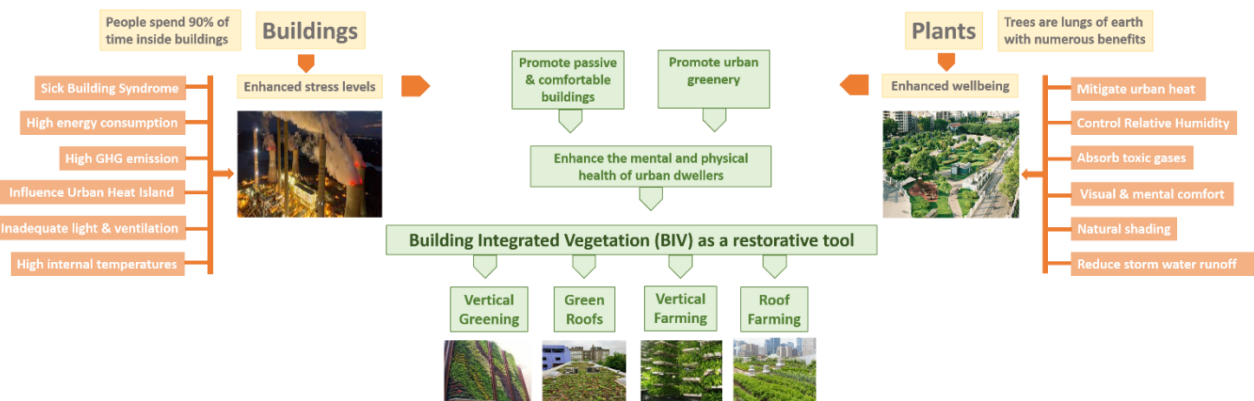 People spend 90% of
time inside buildings
Buildings
Enhanced stress levels
Sick Building Syndrome
High energy consumption
High GHG emission
Influence Urban Heat Island
Inadequate light & ventilation
High internal temperatures
Promote passive
& comfortable
buildings
Promote urban
greenery
Enhance the mental and physical
health of urban dwellers
Building Integrated Vegetation (BIV) as a restorative tool
Vertical
Greening
Green
Roofs
Vertical
Farming
Roof
Farming
Plants
Trees are lungs of earth
with numerous benefits
Enhanced wellbeing
Mitigate urban heat
Control Relative Humidity
Absorb toxic gases
Visual & mental comfort
Natural shading
Reduce storm water runoff